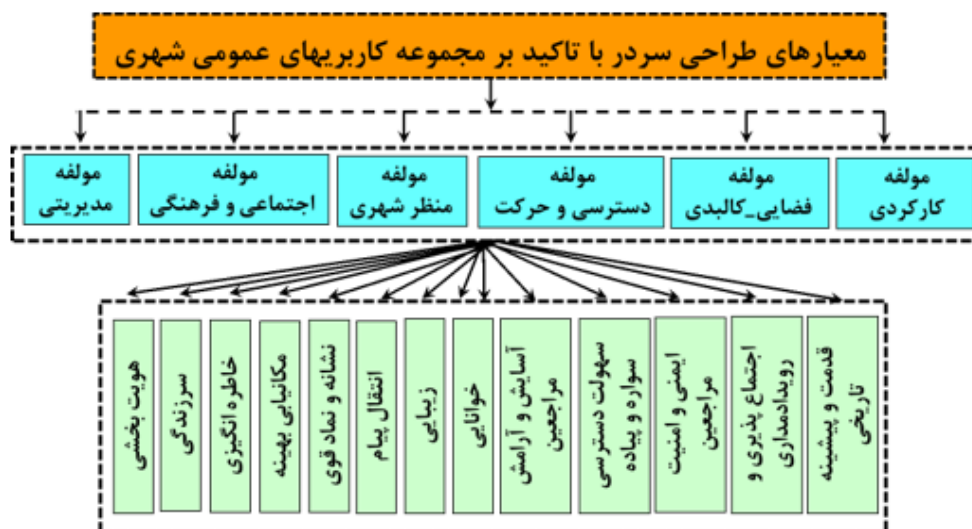 معیارهای طراحی سردر با تاکید بر مجموعه کاربریهای عمومی شهری
مولفه
کارکردی
مولفه
فضایی_کالبدی
مولفه
دسترسی و حرکت
مولفه
منظر شهری
مولفه
اجتماعی و فرهنگی
مولفه
مدیریتی
قدمت و پیشینه
تاریخی
اجتماع پذیری و
رویدادمداری
ایمنی و امنیت
مراجعین
سهولت دسترسی
سواره و پیاده
آسایش و آرامش
مراجعین
خوانایی
زیبایی
انتقال پیام
نشانه و نماد قوی
مکانیابی بهینه
خاطره انگیزی
سرزندگی
هویت بخشی